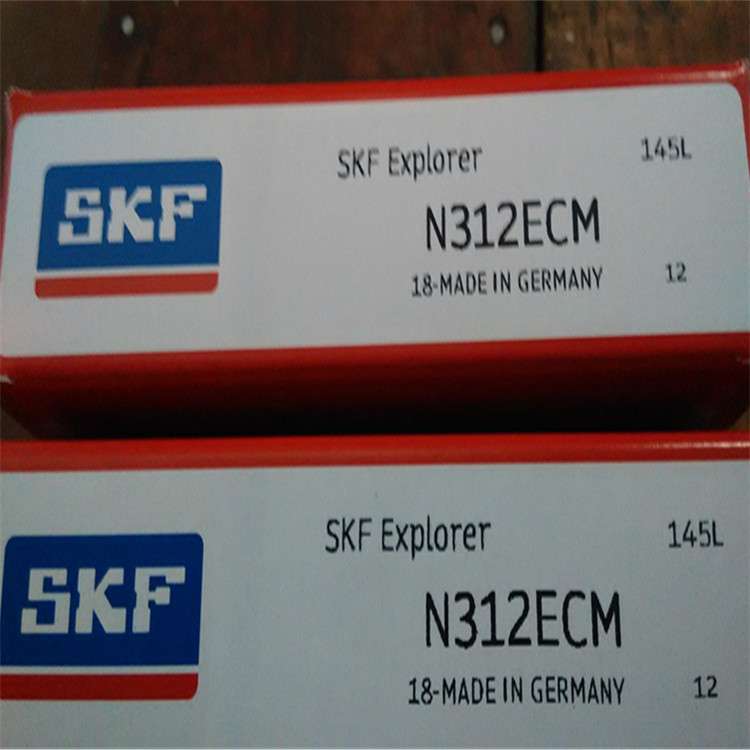 SKF
SKF Explorer 145L
N312ECM
18-MADE IN GERMANY 12
SKF
SKF Explorer 145L
N312ECM
18-MADE IN GERMANY 12